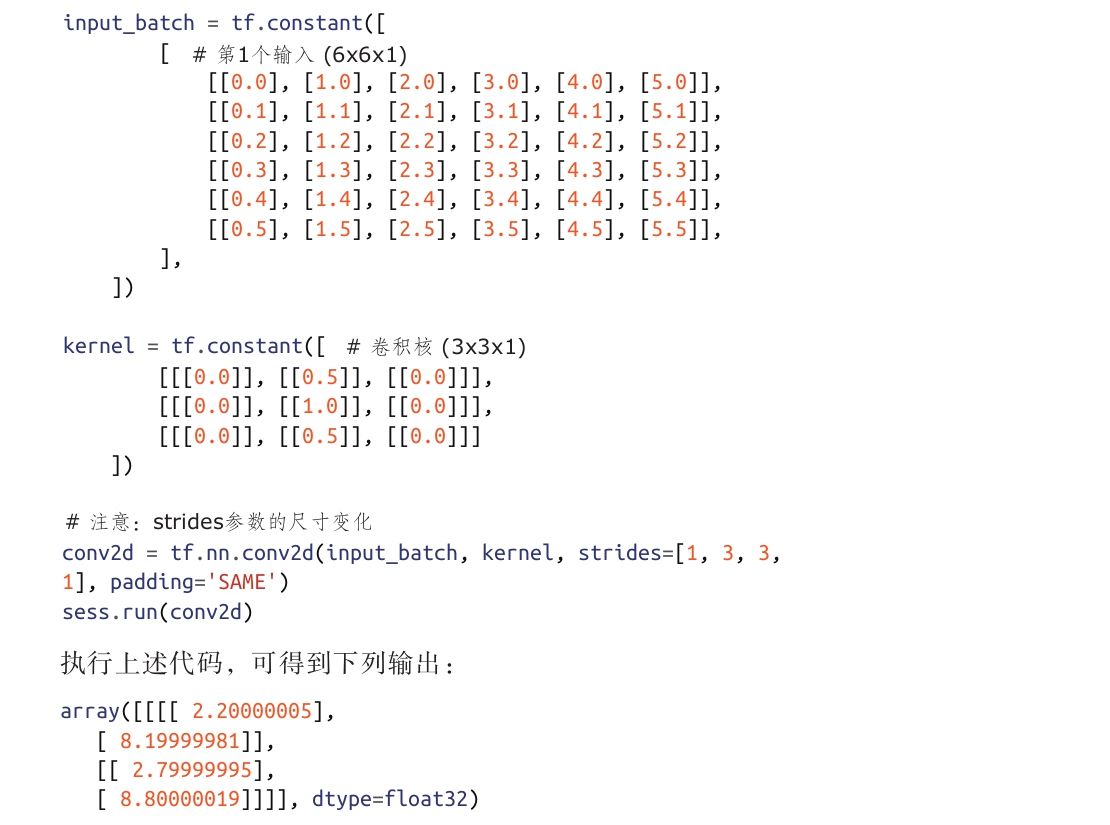 input_batch = tf.constant([
[ # 第1个输入 (6x6x1)
[[0.0], [1.0], [2.0], [3.0], [4.0], [5.0]],
[[0.1], [1.1], [2.1], [3.1], [4.1], [5.1]],
[[0.2], [1.2], [2.2], [3.2], [4.2], [5.2]],
[[0.3], [1.3], [2.3], [3.3], [4.3], [5.3]],
[[0.4], [1.4], [2.4], [3.4], [4.4], [5.4]],
[[0.5], [1.5], [2.5], [3.5], [4.5], [5.5]],
],
])
kernel = tf.constant([ # 卷积核 (3x3x1)
[[[0.0]], [[0.5]], [[0.0]]],
[[[0.0]], [[1.0]], [[0.0]]],
[[[0.0]], [[0.5]], [[0.0]]]
])
# 注意：strides参数的尺寸变化
conv2d = tf.nn.conv2d(input_batch, kernel, strides=[1, 3, 3,
1], padding='SAME')
sess.run(conv2d)
执行上述代码，可得到下列输出：
array([[[[ 2.20000005],
[ 8.19999981]],
[[ 2.79999995],
[ 8.80000019]]]], dtype=float32)